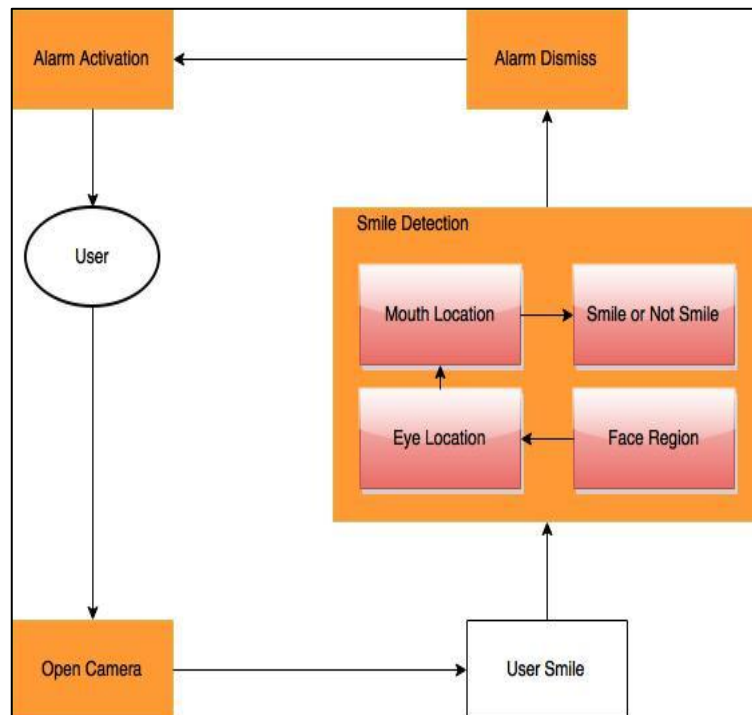 Alarm Activation
Alarm Dismiss
User
Smile Detection
Mouth Location
Smile or Not Smile
Eye Location
Face Region
Open Camera
User Smile